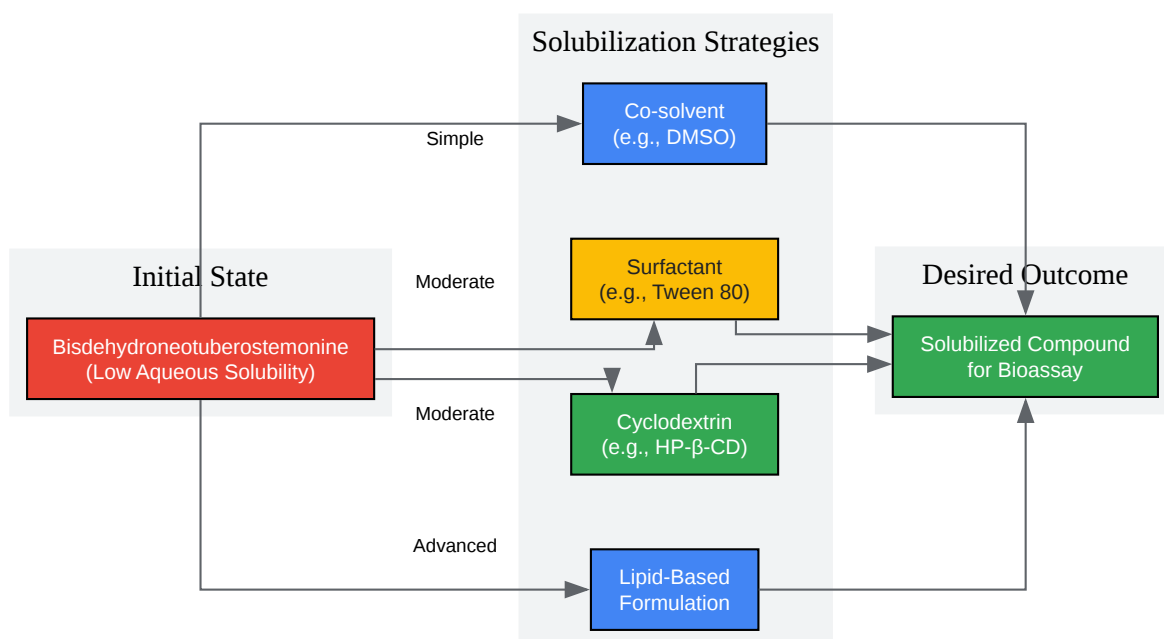 Solubilization Strategies
Co-solvent
(e.g., DMSO)
Simple
Initial State
Moderate
Surfactant
(e.g., Tween 80)
Desired Outcome
Bisdehydroneotuberostemonine
(Low Aqueous Solubility)
Solubilized Compound
for Bioassay
Moderate
Cyclodextrin
(e.g., HP-β-CD)
Advanced
Lipid-Based
Formulation